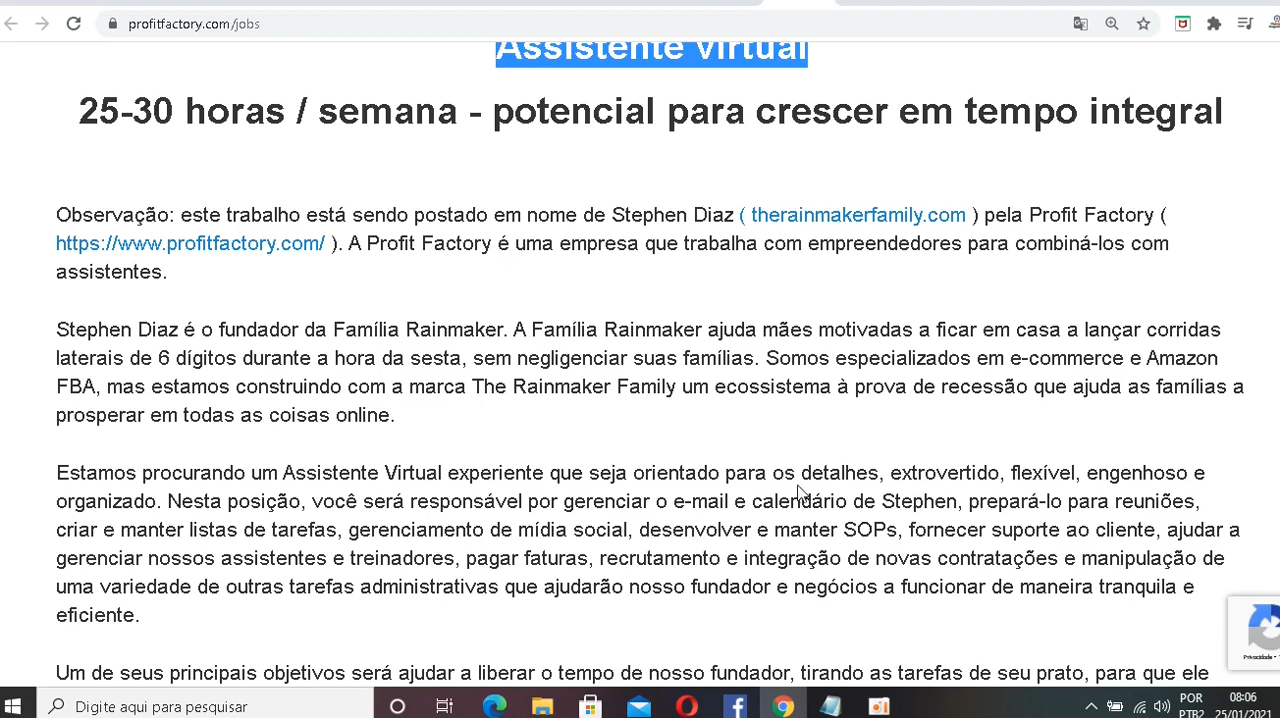 profitfactory.com/jobs
Assistente virtual
25-30 horas / semana - potencial para crescer em tempo integral
Observação: este trabalho está sendo postado em nome de Stephen Diaz ( therainmakerfamily.com ) pela Profit Factory (
https://www.profitfactory.com/ ). A Profit Factory é uma empresa que trabalha com empreendedores para combiná-los com
assistentes.
Stephen Diaz é o fundador da Família Rainmaker. A Família Rainmaker ajuda mães motivadas a ficar em casa a lançar corridas
laterais de 6 dígitos durante a hora da sesta, sem negligenciar suas famílias. Somos especializados em e-commerce e Amazon
FBA, mas estamos construindo com a marca The Rainmaker Family um ecossistema à prova de recessão que ajuda as famílias a
prosperar em todas as coisas online.
Estamos procurando um Assistente Virtual experiente que seja orientado para os detalhes, extrovertido, flexível, engenhoso e
organizado. Nesta posição, você será responsável por gerenciar o e-mail e calendário de Stephen, prepará-lo para reuniões,
criar e manter listas de tarefas, gerenciamento de mídia social, desenvolver e manter SOPs, fornecer suporte ao cliente, ajudar a
gerenciar nossos assistentes e treinadores, pagar faturas, recrutamento e integração de novas contratações e manipulação de
uma variedade de outras tarefas administrativas que ajudarão nosso fundador e negócios a funcionar de maneira tranquila e
eficiente.
Um de seus principais objetivos será ajudar a liberar o tempo de nosso fundador, tirando as tarefas de seu prato, para que ele
Privacidade -
Digite aqui para pesquisar
POR
08:06
PTB2
25/01/2021